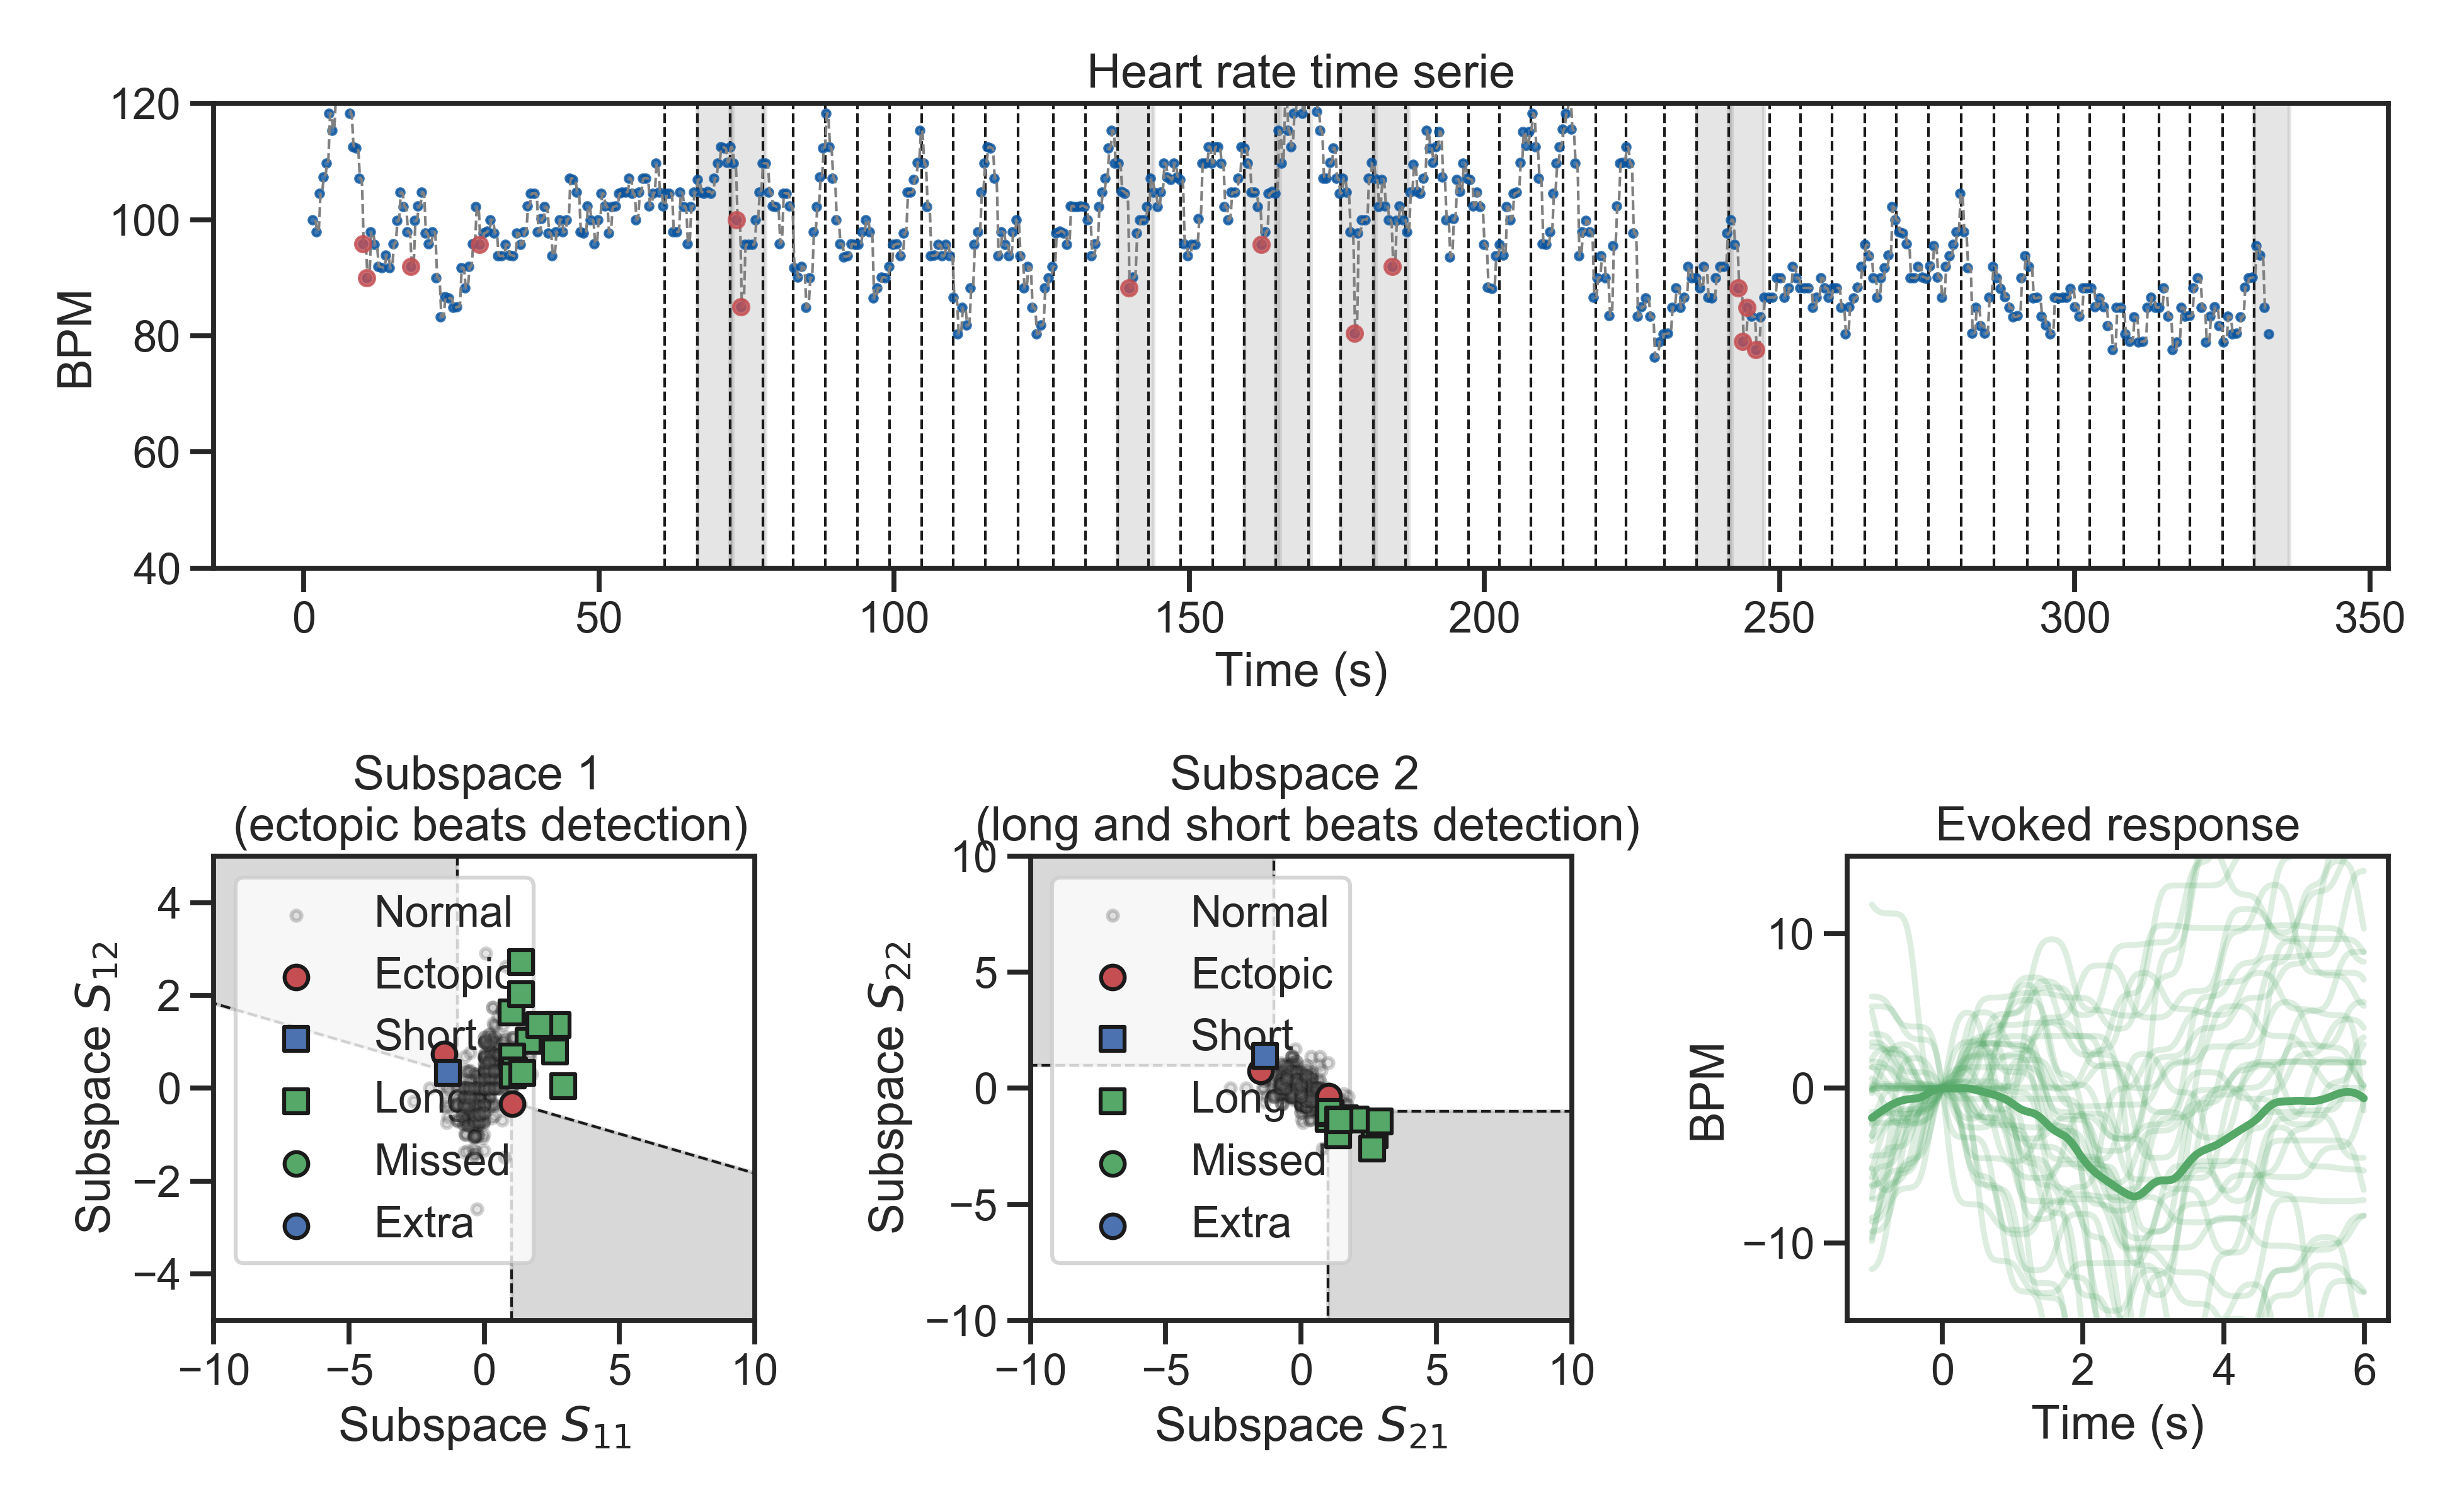 Heart rate time serie
120
100
80
60
40
BPM
0
50
100
150
200
250
300
350
Time (s)
Subspace 1
(ectopic beats detection)
4
2
0
−2
−4
Subspace S12
Normal
Ectopic
Short
Long
Missed
Extra
−10
−5
0
5
10
Subspace S11
Subspace 2
(long and short beats detection)
10
5
0
−5
−10
Subspace S22
Normal
Ectopic
Short
Long
Missed
Extra
−10
−5
0
5
10
Subspace S21
Evoked response
10
0
−10
BPM
0
2
4
6
Time (s)